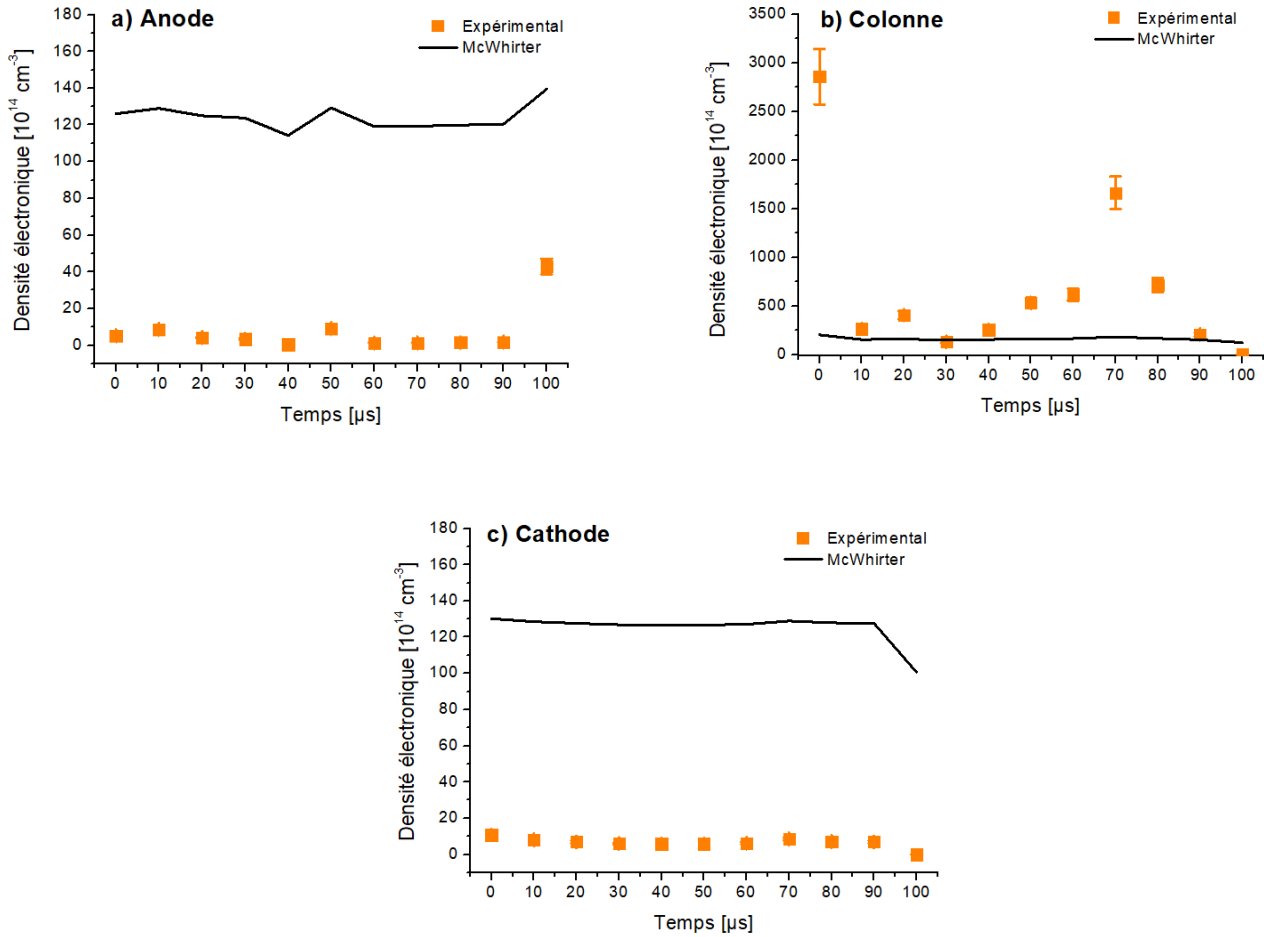 a) Anode
Expérimental
McWhirter
Densité électronique [10¹⁴ cm⁻³]
180
160
140
120
100
80
60
40
20
0
0 10 20 30 40 50 60 70 80 90 100
Temps [µs]
b) Colonne
Expérimental
McWhirter
Densité électronique [10¹⁴ cm⁻³]
3500
3000
2500
2000
1500
1000
500
0
0 10 20 30 40 50 60 70 80 90 100
Temps [µs]
c) Cathode
Expérimental
McWhirter
Densité électronique [10¹⁴ cm⁻³]
180
160
140
120
100
80
60
40
20
0
0 10 20 30 40 50 60 70 80 90 100
Temps [µs]